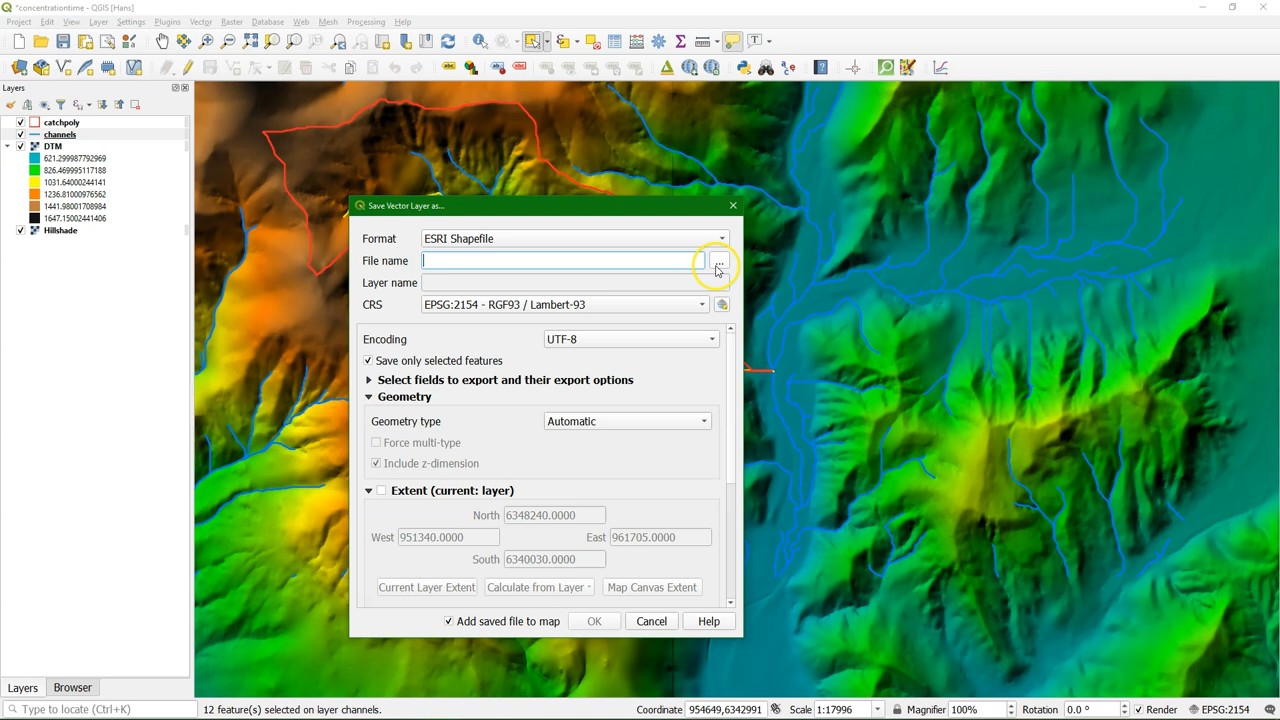 *concentrationtime - QGIS [Hans]
Project Edit View Layer Settings Plugins Vector Raster Database Web Mesh Processing Help
Layers
catchpoly
channels
DTM
621.299987792969
826.469995117188
1031.64000244141
1236.81000976562
1441.98001708984
1647.15002441406
Hillshade
Save Vector Layer as...
Format ESRI Shapefile
File name ...
Layer name
CRS EPSG:2154 - RGF93 / Lambert-93
Encoding UTF-8
Save only selected features
Select fields to export and their export options
Geometry
Geometry type Automatic
Force multi-type
Include z-dimension
Extent (current: layer)
North 6348240.0000
West 951340.0000 East 961705.0000
South 6340030.0000
Current Layer Extent Calculate from Layer Map Canvas Extent
Add saved file to map OK Cancel Help
Layers Browser
Type to locate (Ctrl+K) 12 feature(s) selected on layer channels. Coordinate 954649,6342991 Scale 1:17996 Magnifier 100% Rotation 0.0 ° Render EPSG:2154